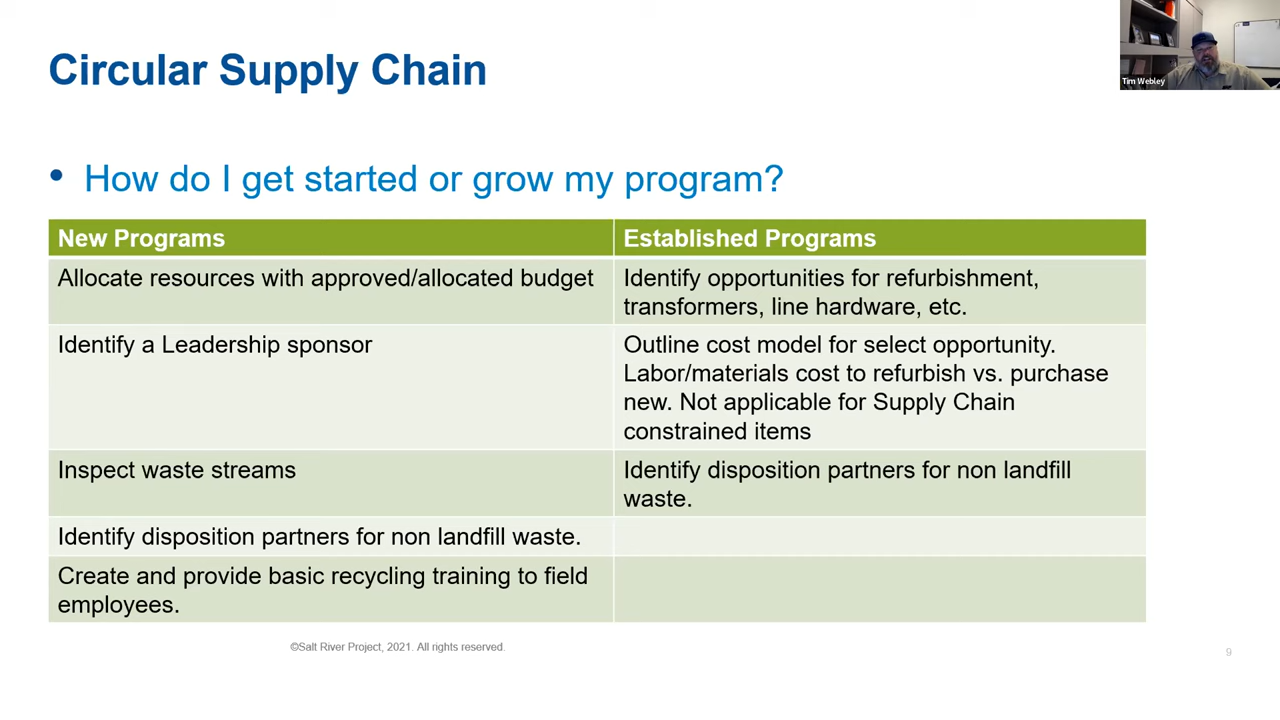 Circular Supply Chain
Tim Webley
• How do I get started or grow my program?
New Programs
Established Programs
Allocate resources with approved/allocated budget
Identify opportunities for refurbishment,
transformers, line hardware, etc.
Identify a Leadership sponsor
Outline cost model for select opportunity.
Labor/materials cost to refurbish vs. purchase
new. Not applicable for Supply Chain
constrained items
Inspect waste streams
Identify disposition partners for non landfill
waste.
Identify disposition partners for non landfill waste.
Create and provide basic recycling training to field
employees.
©Salt River Project, 2021. All rights reserved.
9